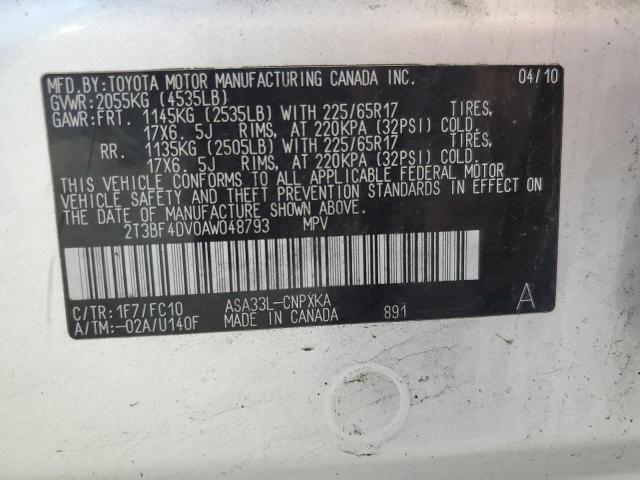 MFD.BY:TOYOTA MOTOR MANUFACTURING CANADA INC. 04/10
GVWR:2055KG (4535LB)
GAWR:FRT. 1145KG (2535LB) WITH 225/65R17 TIRES,
17X6. 5J RIMS, AT 220KPA (32PSI) COLD.
RR. 1135KG (2505LB) WITH 225/65R17 TIRES,
17X6. 5J RIMS, AT 220KPA (32PSI) COLD.
THIS VEHICLE CONFORMS TO ALL APPLICABLE FEDERAL MOTOR
VEHICLE SAFETY AND THEFT PREVENTION STANDARDS IN EFFECT ON
THE DATE OF MANUFACTURE SHOWN ABOVE.
2T3BF4DV0AW048793 MPV
C/TR:1F7/FC10 ASA33L-CNPXKA A
A/TM:-02A/U140F MADE IN CANADA 891